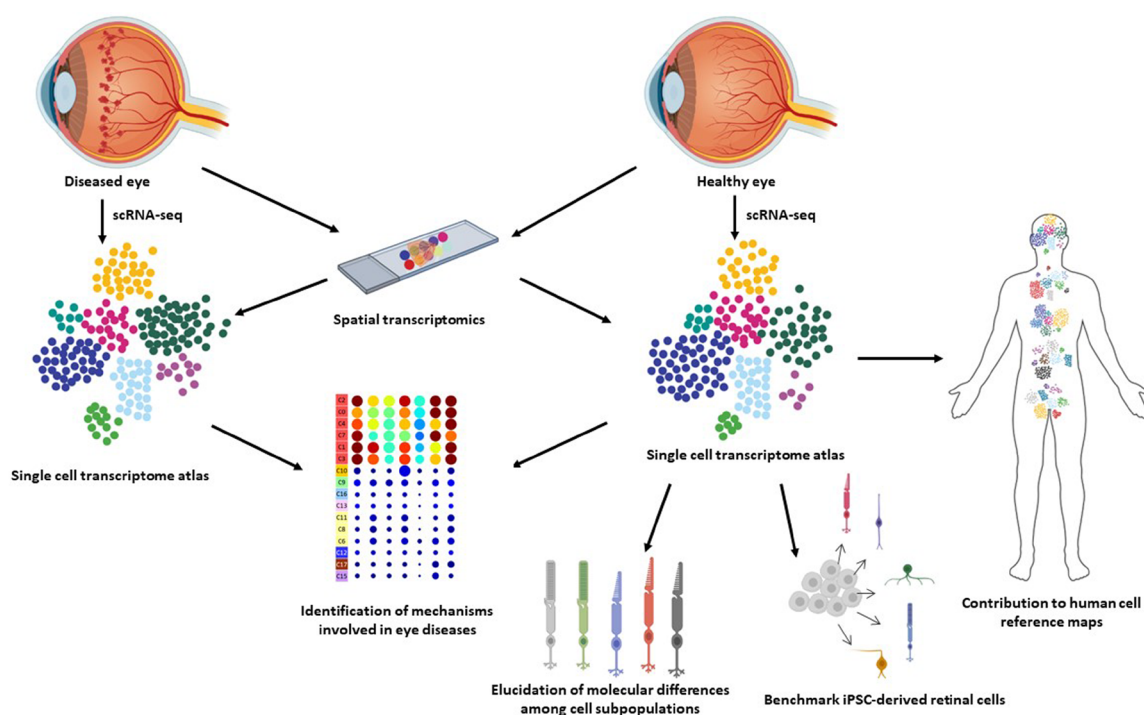 Diseased eye
Healthy eye
scRNA-seq
scRNA-seq
Spatial transcriptomics
Single cell transcriptome atlas
Single cell transcriptome atlas
C2
C0
C4
C7
C1
C3
C10
C9
C16
C13
C11
C8
C6
C12
C17
C15
Identification of mechanisms
involved in eye diseases
Elucidation of molecular differences
among cell subpopulations
Benchmark iPSC-derived retinal cells
Contribution to human cell
reference maps